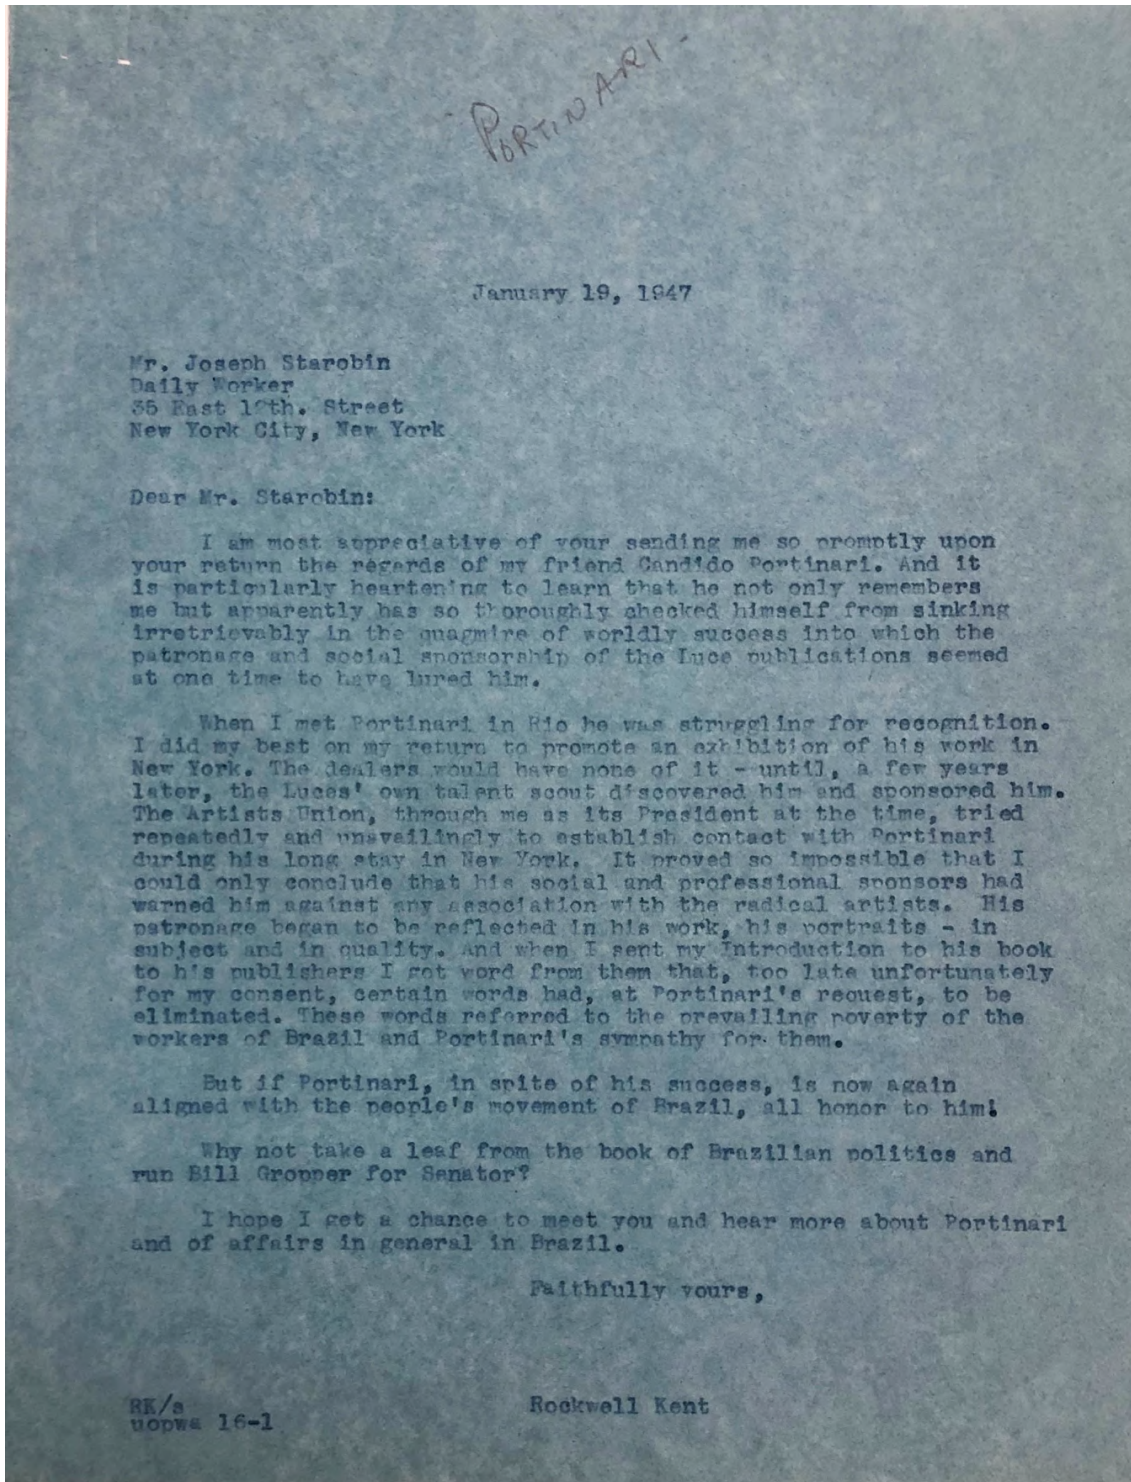 PORTINARI -
January 19, 1947
Mr. Joseph Starobin
Daily Worker
35 East 12th. Street
New York City, New York
Dear Mr. Starobin:
I am most appreciative of your sending me so promptly upon
your return the regards of my friend Candido Portinari. And it
is particularly heartening to learn that he not only remembers
me but apparently has so thoroughly checked himself from sinking
irretrievably in the quagmire of worldly success into which the
patronage and social sponsorship of the Luce publications seemed
at one time to have lured him.
When I met Portinari in Rio he was struggling for recognition.
I did my best on my return to promote an exhibition of his work in
New York. The dealers would have none of it - until, a few years
later, the Luces' own talent scout discovered him and sponsored him.
The Artists Union, through me as its President at the time, tried
repeatedly and unavailingly to establish contact with Portinari
during his long stay in New York. It proved so impossible that I
could only conclude that his social and professional sponsors had
warned him against any association with the radical artists. His
patronage began to be reflected in his work, his portraits - in
subject and in quality. And when I sent my Introduction to his book
to his publishers I got word from them that, too late unfortunately
for my consent, certain words had, at Portinari's request, to be
eliminated. These words referred to the prevailing poverty of the
workers of Brazil and Portinari's sympathy for them.
But if Portinari, in spite of his success, is now again
aligned with the people's movement of Brazil, all honor to him!
Why not take a leaf from the book of Brazilian politics and
run Bill Gropper for Senator?
I hope I get a chance to meet you and hear more about Portinari
and of affairs in general in Brazil.
Faithfully yours,
Rockwell Kent
RK/a
uopwa 16-1